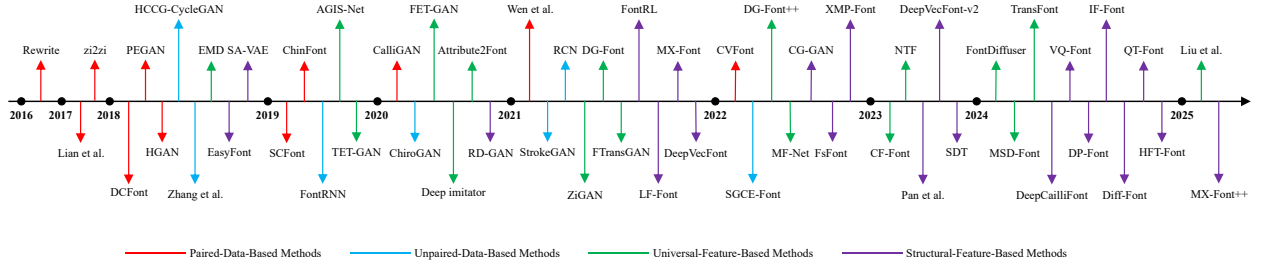 HCCG-CycleGAN AGIS-Net FET-GAN Wen et al. FontRL DG-Font++ XMP-Font DeepVecFont-v2 TransFont IF-Font
Rewrite zi2zi PEGAN EMD SA-VAE ChinFont CalliGAN Attribute2Font RCN DG-Font MX-Font CVFont CG-GAN NTF FontDiffuser VQ-Font QT-Font Liu et al.
2016 2017 2018 2019 2020 2021 2022 2023 2024 2025
Lian et al. HGAN EasyFont SCFont TET-GAN ChiroGAN RD-GAN StrokeGAN FTransGAN DeepVecFont MF-Net FsFont CF-Font SDT MSD-Font DP-Font HFT-Font
DCFont Zhang et al. FontRNN Deep imitator ZiGAN LF-Font SGCE-Font Pan et al. DeepCailliFont Diff-Font MX-Font++
Paired-Data-Based Methods Unpaired-Data-Based Methods Universal-Feature-Based Methods Structural-Feature-Based Methods